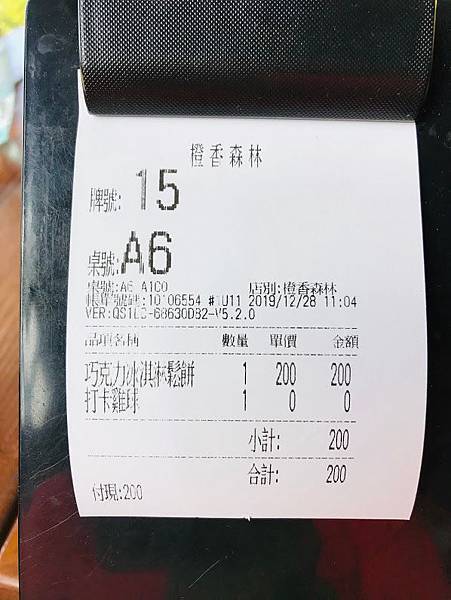 橙香森林
牌號: 15
桌號:A6
桌號:A6 A100 店別:橙香森林
帳單號碼:10106554 #1011 2019/12/28 11:04
VER:QS1EC-68630D82-V5.2.0
品項名稱 數量 單價 金額
巧克力冰淇淋鬆餅 1 200 200
打卡雞球 1 0 0
小計: 200
合計: 200
付現:200